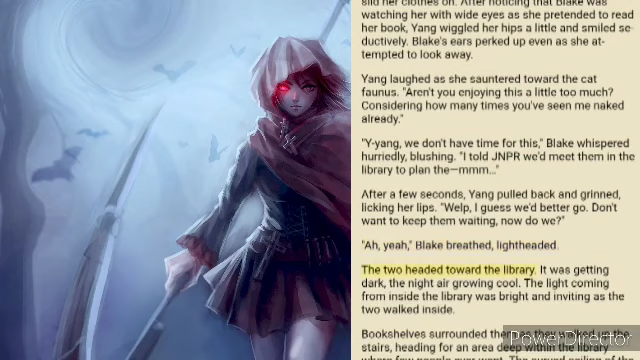 slid her clothes on. After noticing that Blake was
watching her with wide eyes as she pretended to read
her book, Yang wiggled her hips a little and smiled se-
ductively. Blake's ears perked up even as she at-
tempted to look away.
Yang laughed as she sauntered toward the cat
faunus. "Aren't you enjoying this a little too much?
Considering how many times you've seen me naked
already."
"Y-yang, we don't have time for this," Blake whispered
hurriedly, blushing. "I told JNPR we'd meet them in the
library to plan the—mmm..."
After a few seconds, Yang pulled back and grinned,
licking her lips. "Welp, I guess we'd better go. Don't
want to keep them waiting, now do we?"
"Ah, yeah," Blake breathed, lightheaded.
The two headed toward the library. It was getting
dark, the night air growing cool. The light coming
from inside the library was bright and inviting as the
two walked inside.
Bookshelves surrounded them as they walked up the
stairs, heading for an area deep within the library
PowerDirector